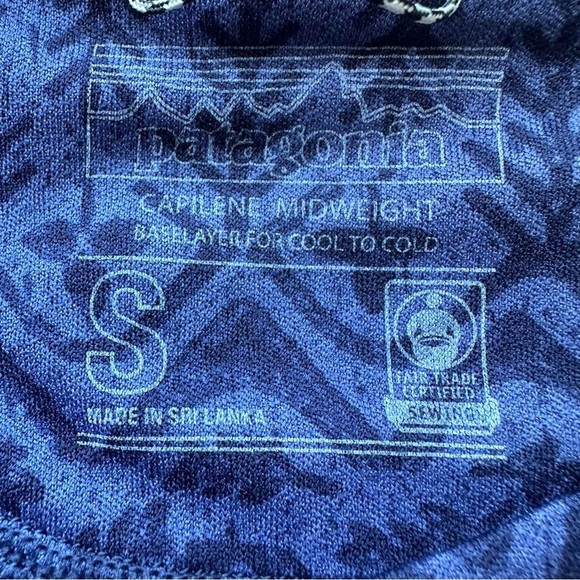 patagonia
CAPILENE MIDWEIGHT
BASELAYER FOR COOL TO COLD
S
FAIR TRADE
CERTIFIED
SEWING
MADE IN SRI LANKA